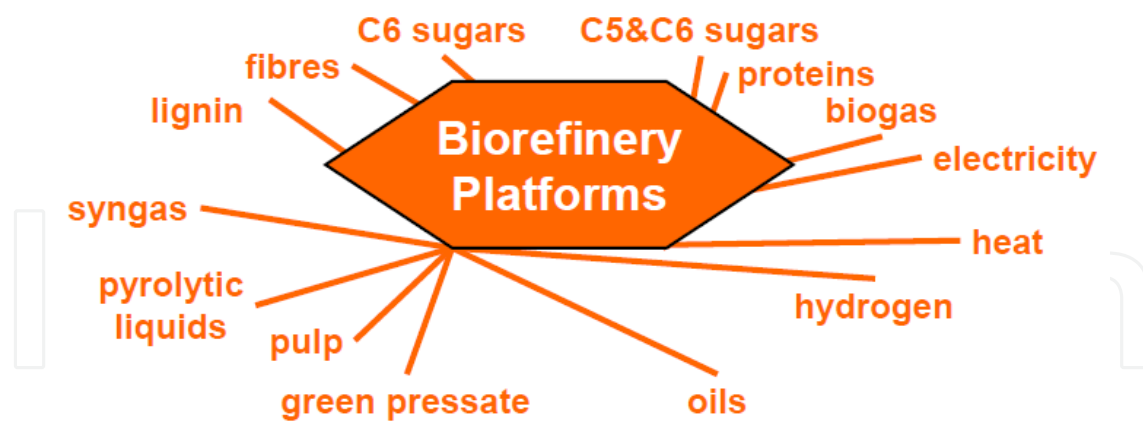 C6 sugars
C5&C6 sugars
fibres
proteins
lignin
biogas
Biorefinery
Platforms
electricity
syngas
heat
pyrolytic
liquids
hydrogen
pulp
green pressate
oils